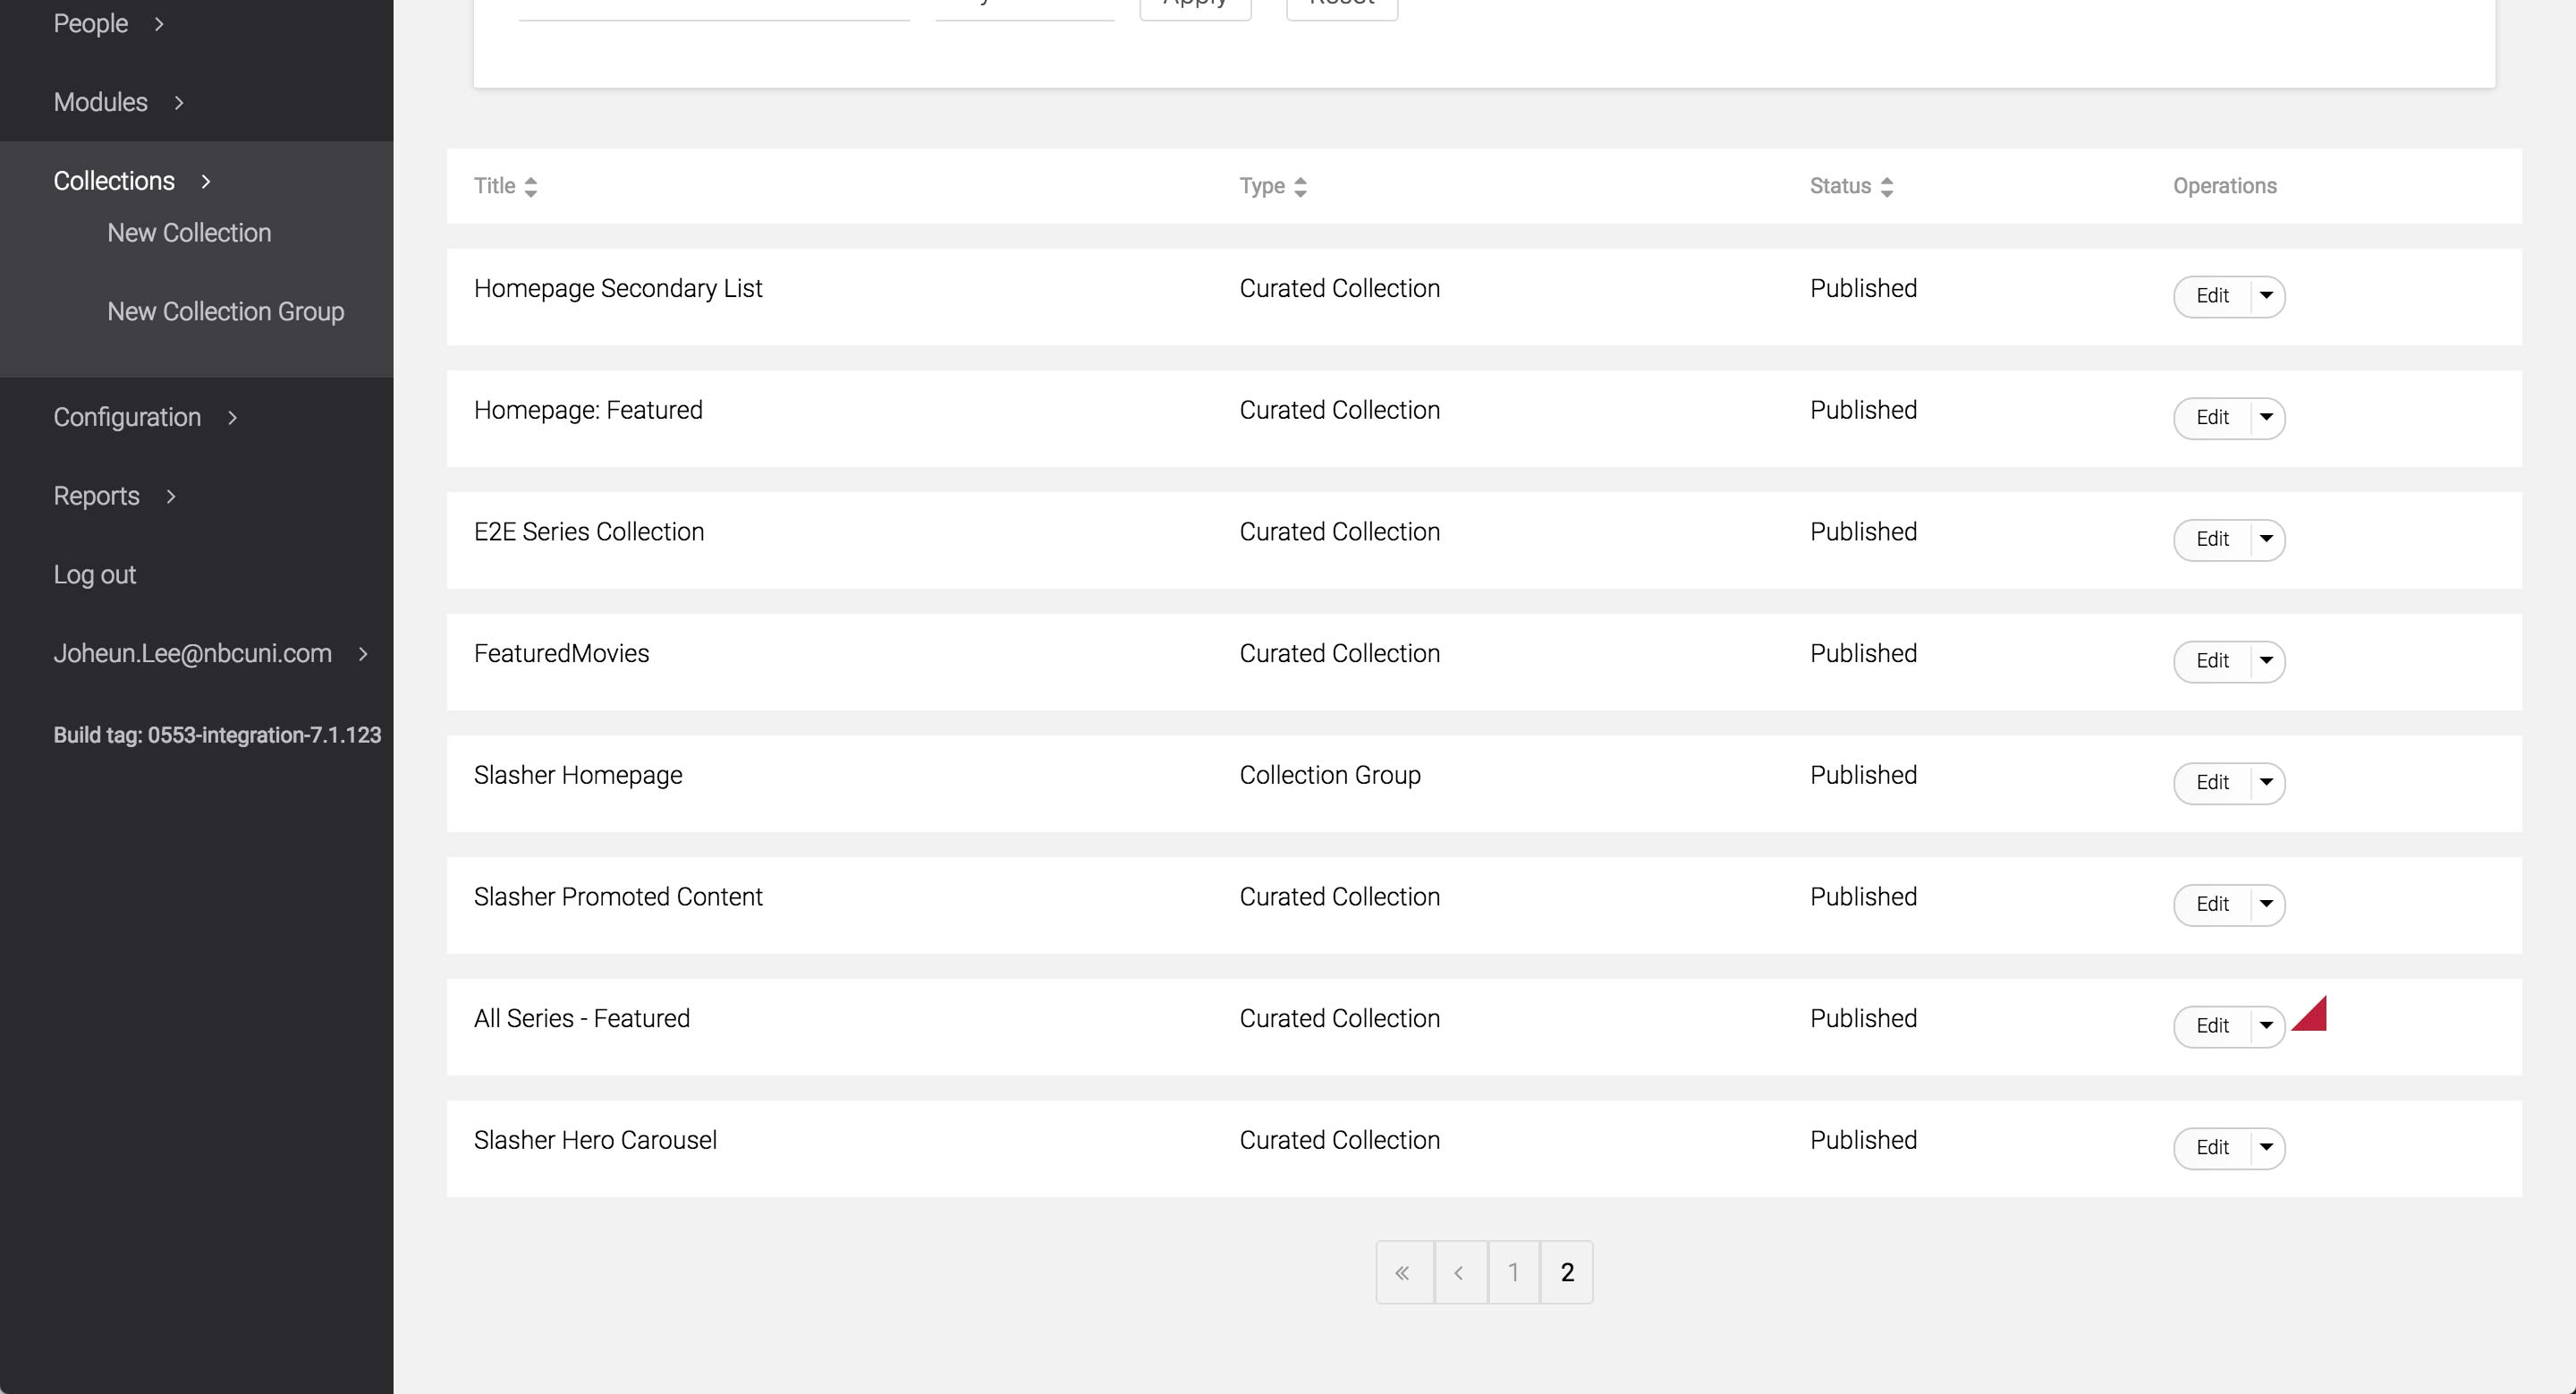 People
Modules
Collections
New Collection
New Collection Group
Configuration
Reports
Log out
Joheun.Lee@nbcuni.com
Build tag: 0553-integration-7.1.123
Apply
Reset
Title Type Status Operations
Homepage Secondary List Curated Collection Published Edit
Homepage: Featured Curated Collection Published Edit
E2E Series Collection Curated Collection Published Edit
FeaturedMovies Curated Collection Published Edit
Slasher Homepage Collection Group Published Edit
Slasher Promoted Content Curated Collection Published Edit
All Series - Featured Curated Collection Published Edit
Slasher Hero Carousel Curated Collection Published Edit
« ‹ 1 2